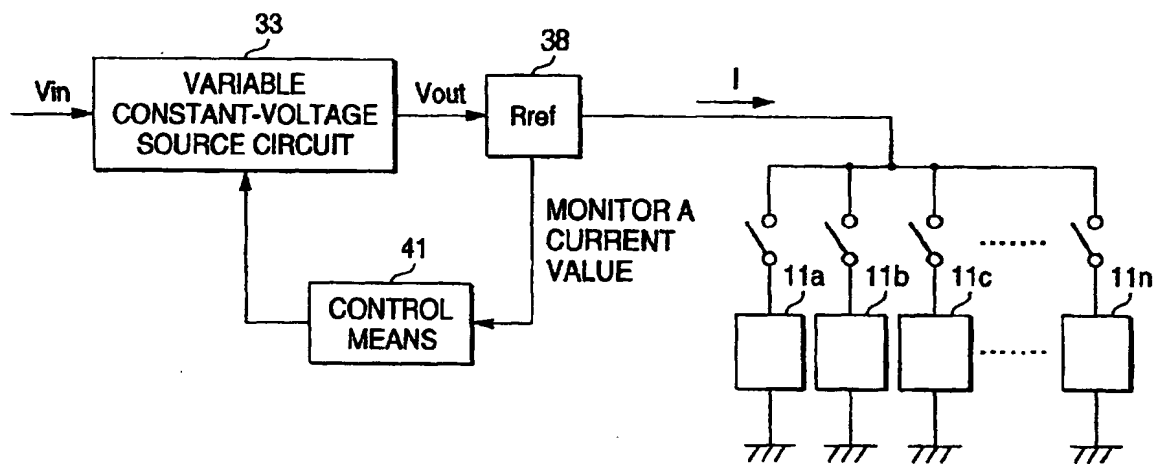 33
VARIABLE
CONSTANT-VOLTAGE
SOURCE CIRCUIT
Vin
Vout
38
Rref
I
MONITOR A
CURRENT
VALUE
41
CONTROL
MEANS
11a
11b
11c
11n